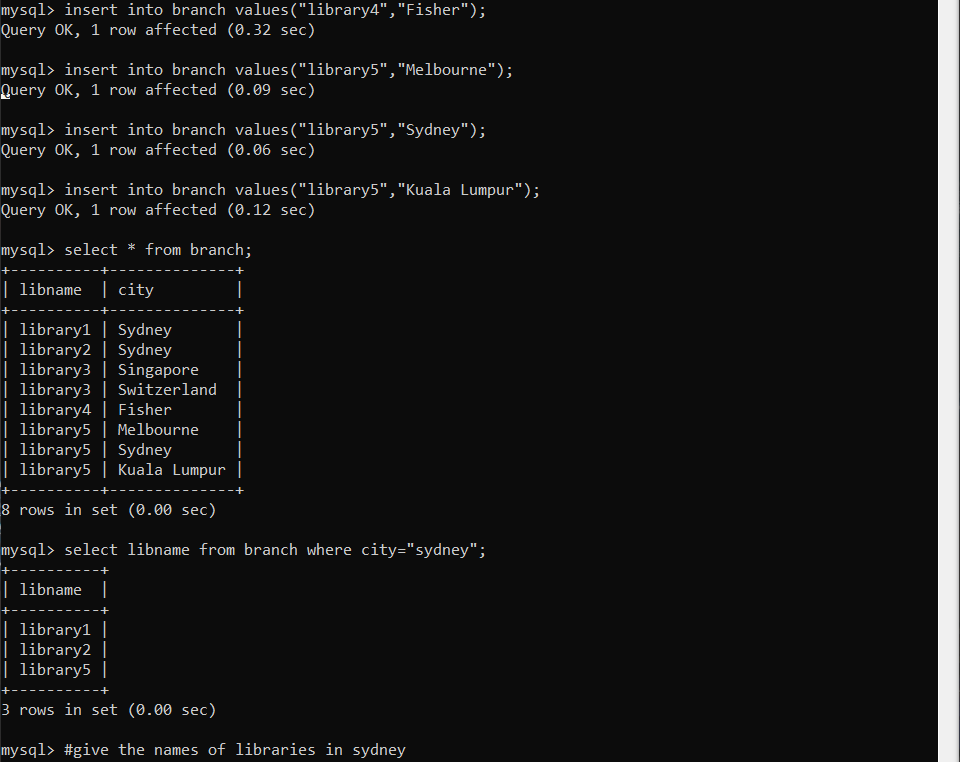 mysql> insert into branch values("library4","Fisher");
Query OK, 1 row affected (0.32 sec)
mysql> insert into branch values("library5","Melbourne");
Query OK, 1 row affected (0.09 sec)
mysql> insert into branch values("library5","Sydney");
Query OK, 1 row affected (0.06 sec)
mysql> insert into branch values("library5","Kuala Lumpur");
Query OK, 1 row affected (0.12 sec)
mysql> select * from branch;
+----------+--------------+
| libname  | city         |
+----------+--------------+
| library1 | Sydney       |
| library2 | Sydney       |
| library3 | Singapore    |
| library3 | Switzerland  |
| library4 | Fisher       |
| library5 | Melbourne    |
| library5 | Sydney       |
| library5 | Kuala Lumpur |
+----------+--------------+
8 rows in set (0.00 sec)
mysql> select libname from branch where city="sydney";
+----------+
| libname  |
+----------+
| library1 |
| library2 |
| library5 |
+----------+
3 rows in set (0.00 sec)
mysql> #give the names of libraries in sydney